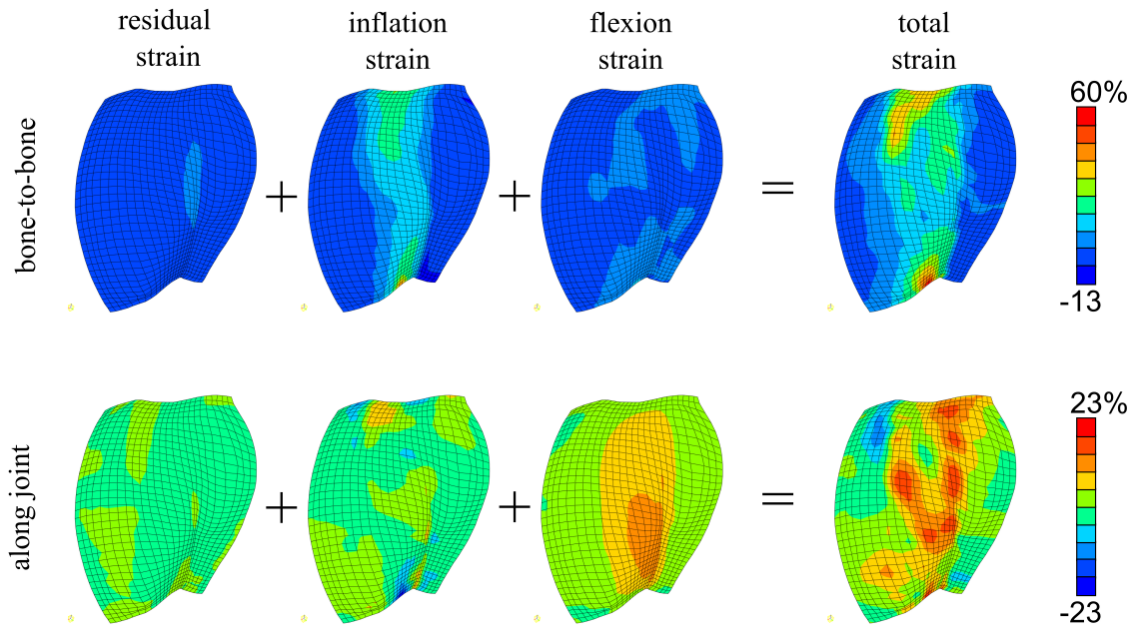 residual
strain
inflation
strain
flexion
strain
total
strain
bone-to-bone
+
+
=
60%
-13
along joint
+
+
=
23%
-23